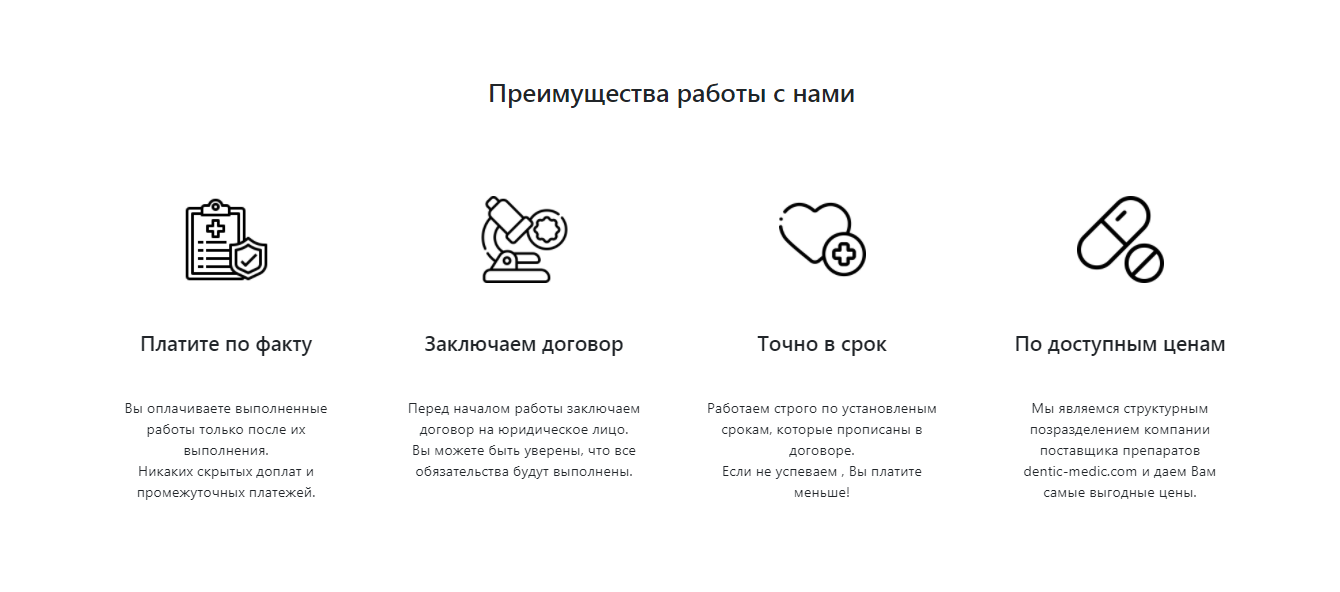 Преимущества работы с нами
Платите по факту
Вы оплачиваете выполненные
работы только после их
выполнения.
Никаких скрытых доплат и
промежуточных платежей.
Заключаем договор
Перед началом работы заключаем
договор на юридическое лицо.
Вы можете быть уверены, что все
обязательства будут выполнены.
Точно в срок
Работаем строго по установленым
срокам, которые прописаны в
договоре.
Если не успеваем , Вы платите
меньше!
По доступным ценам
Мы являемся структурным
позразделением компании
поставщика препаратов
dentic-medic.com и даем Вам
самые выгодные цены.